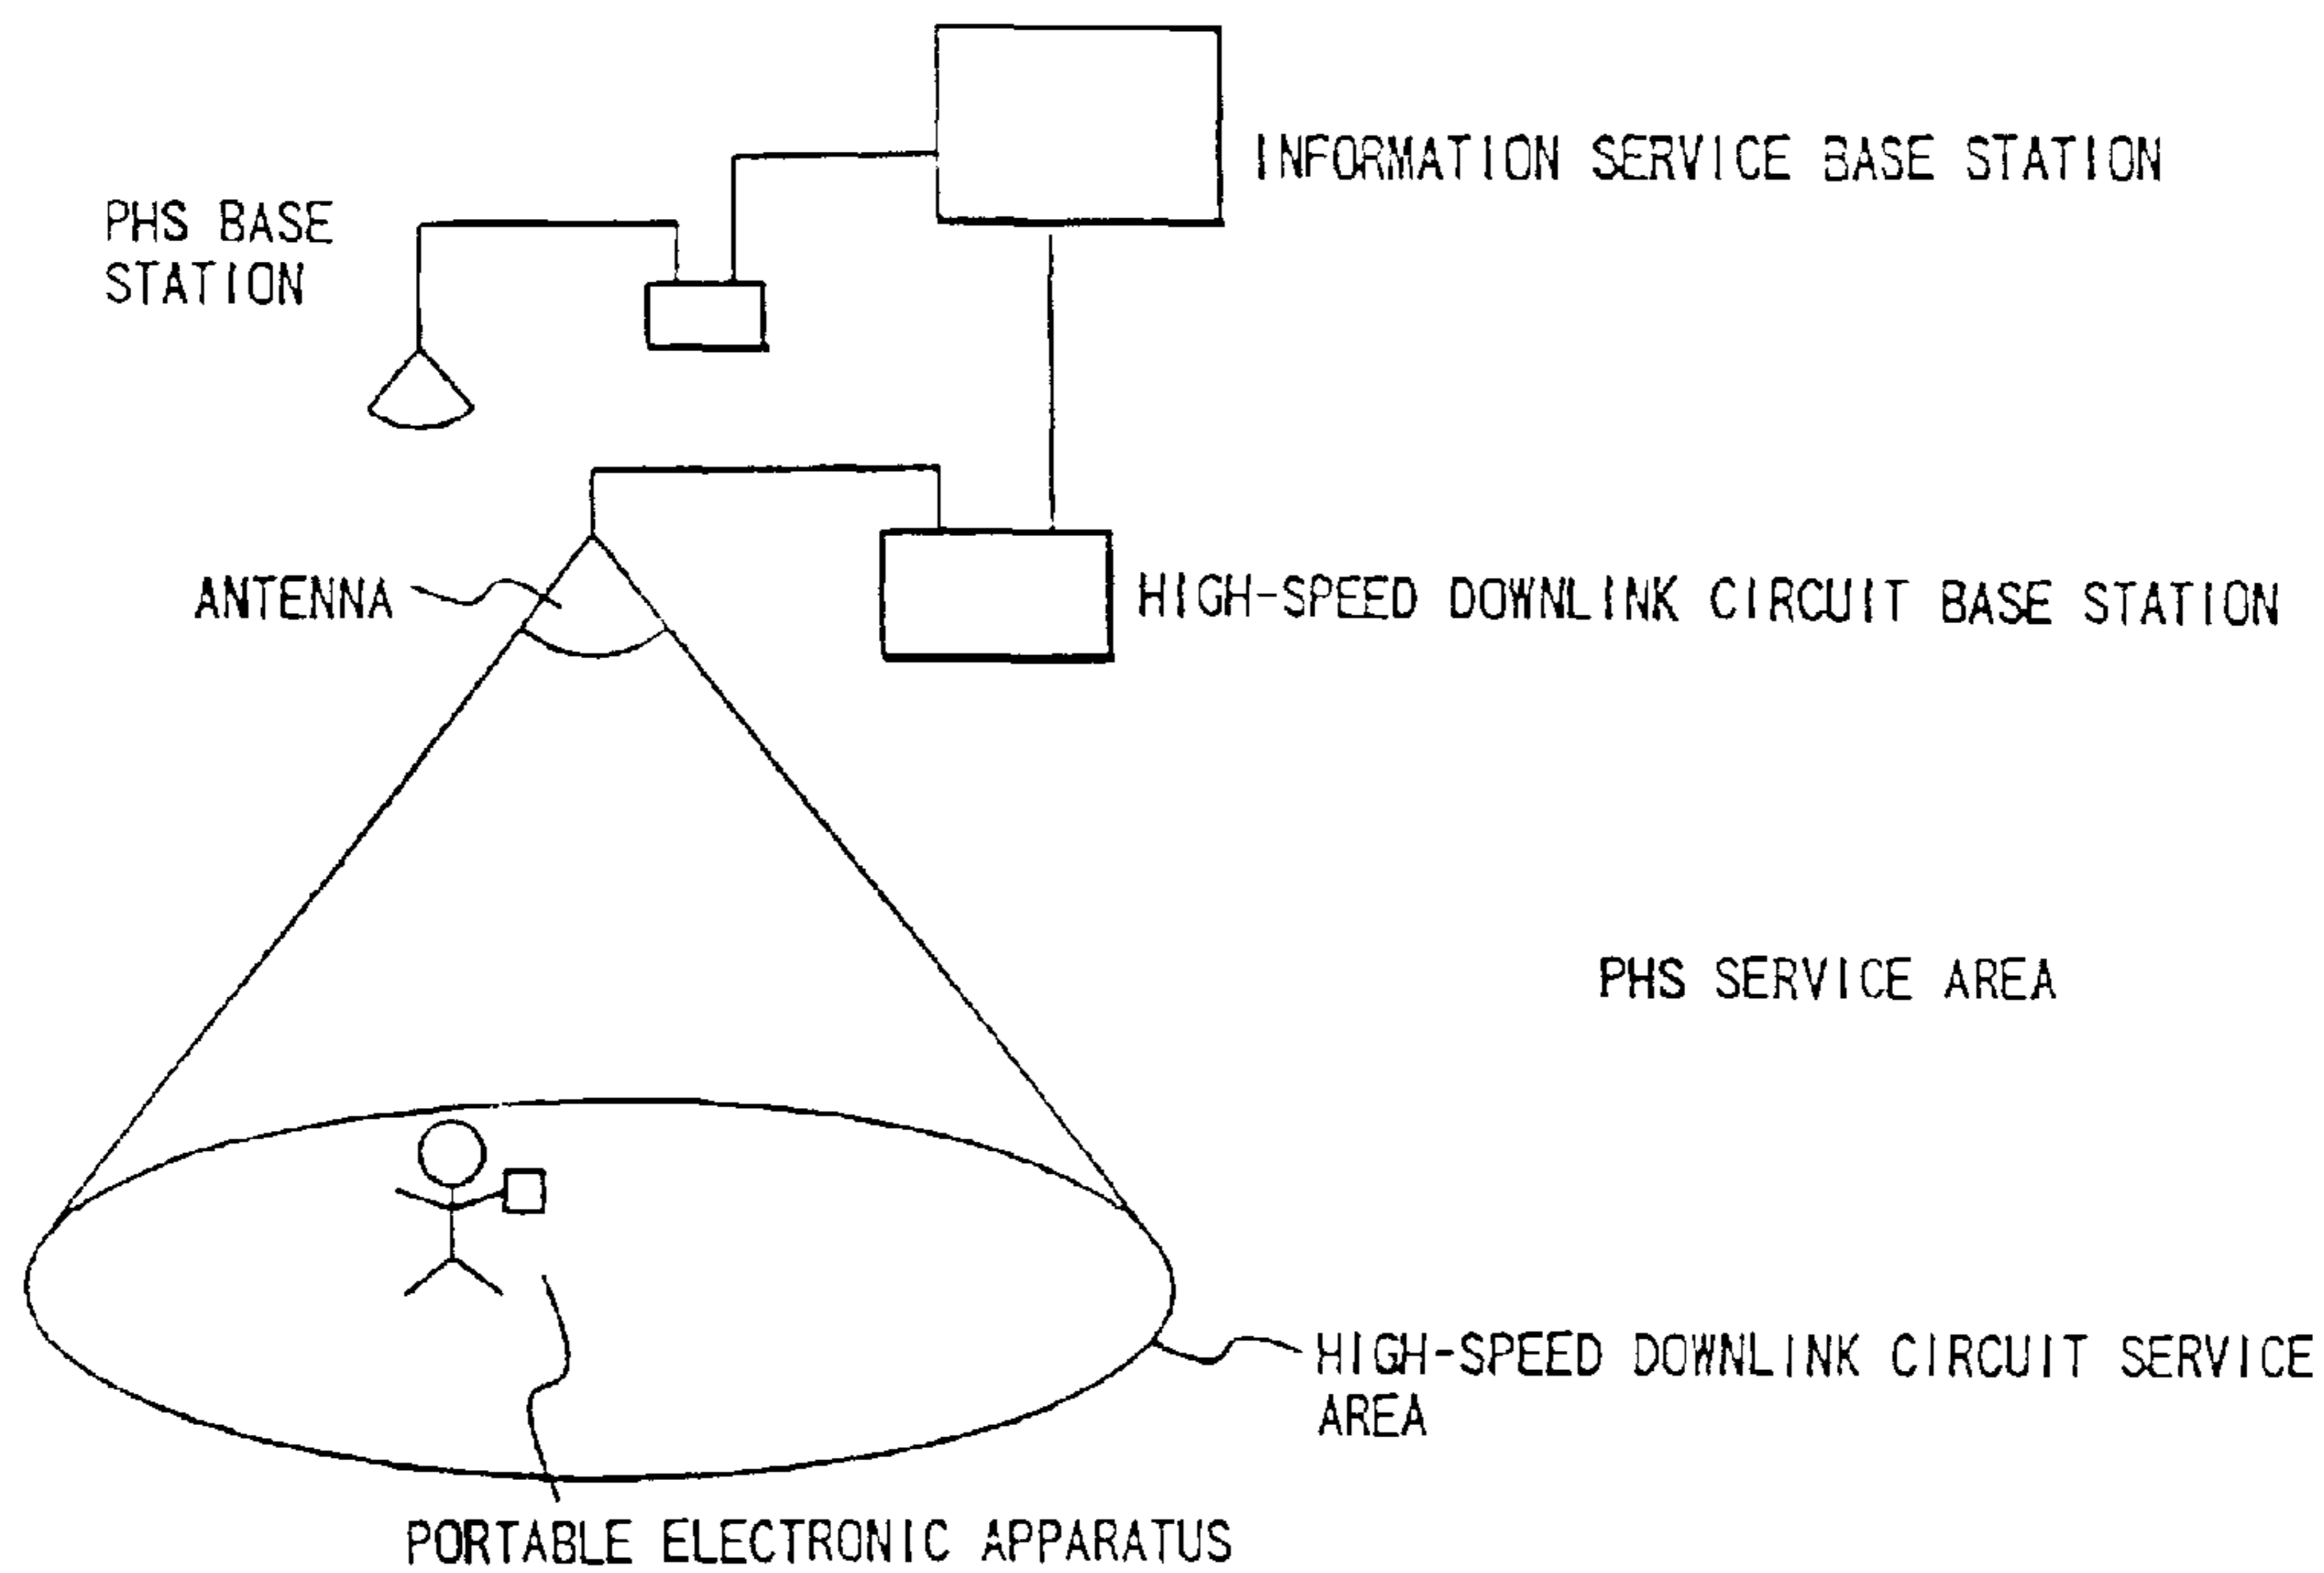 INFORMATION SERVICE BASE STATION
PHS BASE
STATION
ANTENNA
HIGH-SPEED DOWNLINK CIRCUIT BASE STATION
PHS SERVICE AREA
HIGH-SPEED DOWNLINK CIRCUIT SERVICE
AREA
PORTABLE ELECTRONIC APPARATUS